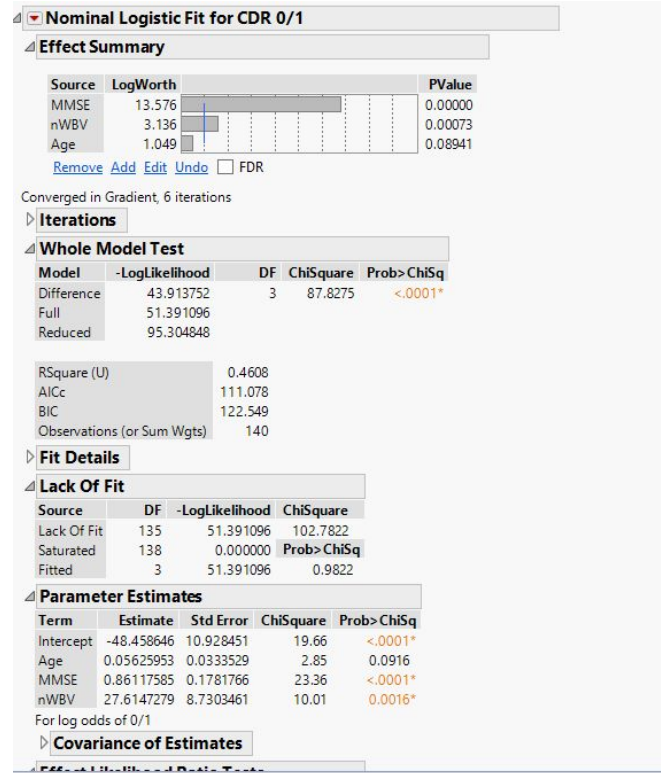 Nominal Logistic Fit for CDR 0/1
Effect Summary
Source LogWorth PValue
MMSE 13.576 0.00000
nWBV 3.136 0.00073
Age 1.049 0.08941
Remove Add Edit Undo FDR
Converged in Gradient, 6 iterations
Iterations
Whole Model Test
Model -LogLikelihood DF ChiSquare Prob>ChiSq
Difference 43.913752 3 87.8275 <.0001*
Full 51.391096
Reduced 95.304848
RSquare (U) 0.4608
AICc 111.078
BIC 122.549
Observations (or Sum Wgts) 140
Fit Details
Lack Of Fit
Source DF -LogLikelihood ChiSquare
Lack Of Fit 135 51.391096 102.7822
Saturated 138 0.000000 Prob>ChiSq
Fitted 3 51.391096 0.9822
Parameter Estimates
Term Estimate Std Error ChiSquare Prob>ChiSq
Intercept -48.458646 10.928451 19.66 <.0001*
Age 0.05625953 0.0333529 2.85 0.0916
MMSE 0.86117585 0.1781766 23.36 <.0001*
nWBV 27.6147279 8.7303461 10.01 0.0016*
For log odds of 0/1
Covariance of Estimates
Effect Likelihood Ratio Tests